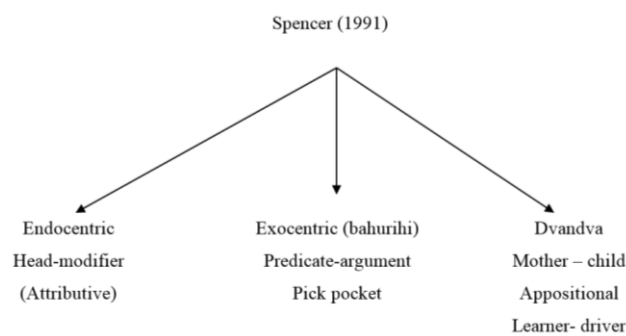 Spencer (1991)
Endocentric
Head-modifier
(Attributive)
Exocentric (bahurihi)
Predicate-argument
Pick pocket
Dvandva
Mother – child
Appositional
Learner- driver